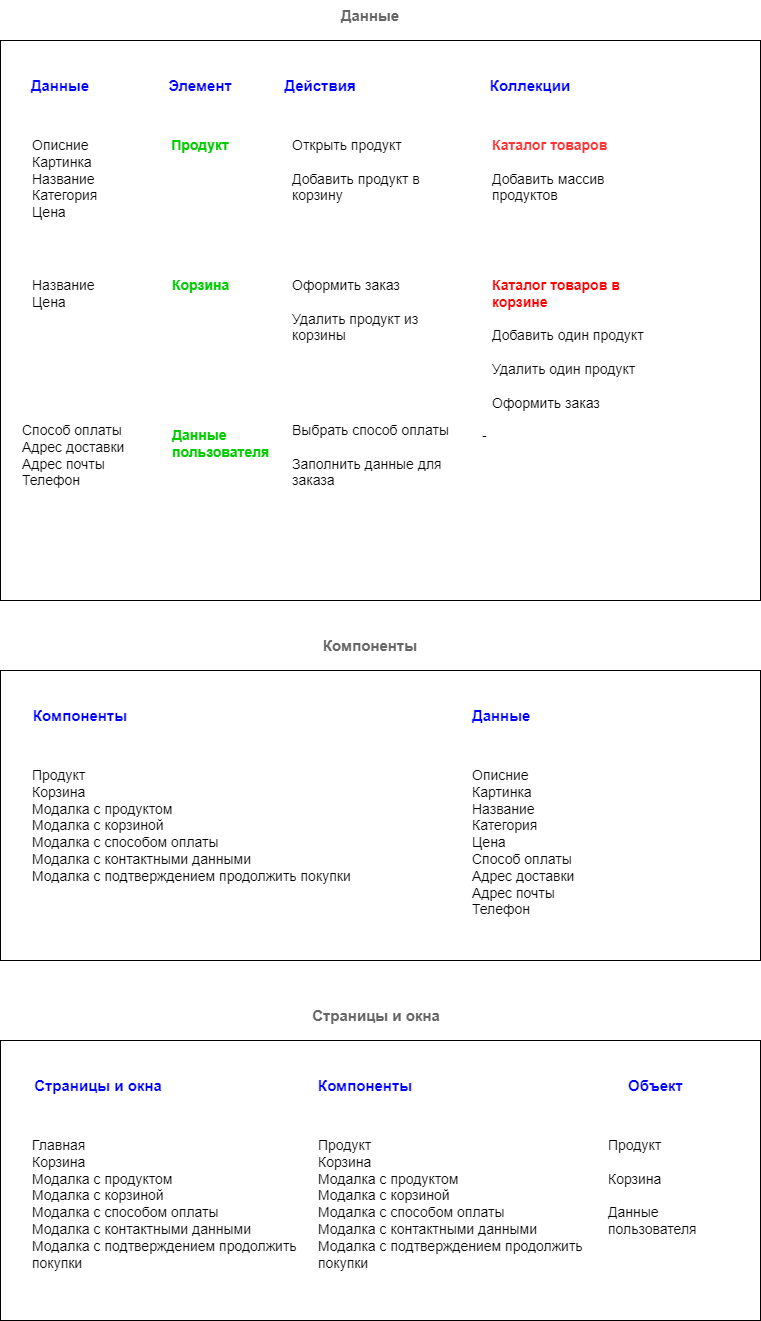 Данные
Данные
Элемент
Действия
Коллекции
Описние
Картинка
Название
Категория
Цена
Продукт
Открыть продукт
Добавить продукт в
корзину
Каталог товаров
Добавить массив
продуктов
Название
Цена
Корзина
Оформить заказ
Удалить продукт из
корзины
Каталог товаров в
корзине
Добавить один продукт
Удалить один продукт
Оформить заказ
Способ оплаты
Адрес доставки
Адрес почты
Телефон
Данные
пользователя
Выбрать способ оплаты
Заполнить данные для
заказа
-
Компоненты
Компоненты
Данные
Продукт
Корзина
Модалка с продуктом
Модалка с корзиной
Модалка с способом оплаты
Модалка с контактными данными
Модалка с подтверждением продолжить покупки
Описние
Картинка
Название
Категория
Цена
Способ оплаты
Адрес доставки
Адрес почты
Телефон
Страницы и окна
Страницы и окна
Компоненты
Объект
Главная
Корзина
Модалка с продуктом
Модалка с корзиной
Модалка с способом оплаты
Модалка с контактными данными
Модалка с подтверждением продолжить
покупки
Продукт
Корзина
Модалка с продуктом
Модалка с корзиной
Модалка с способом оплаты
Модалка с контактными данными
Модалка с подтверждением продолжить
покупки
Продукт
Корзина
Данные
пользователя